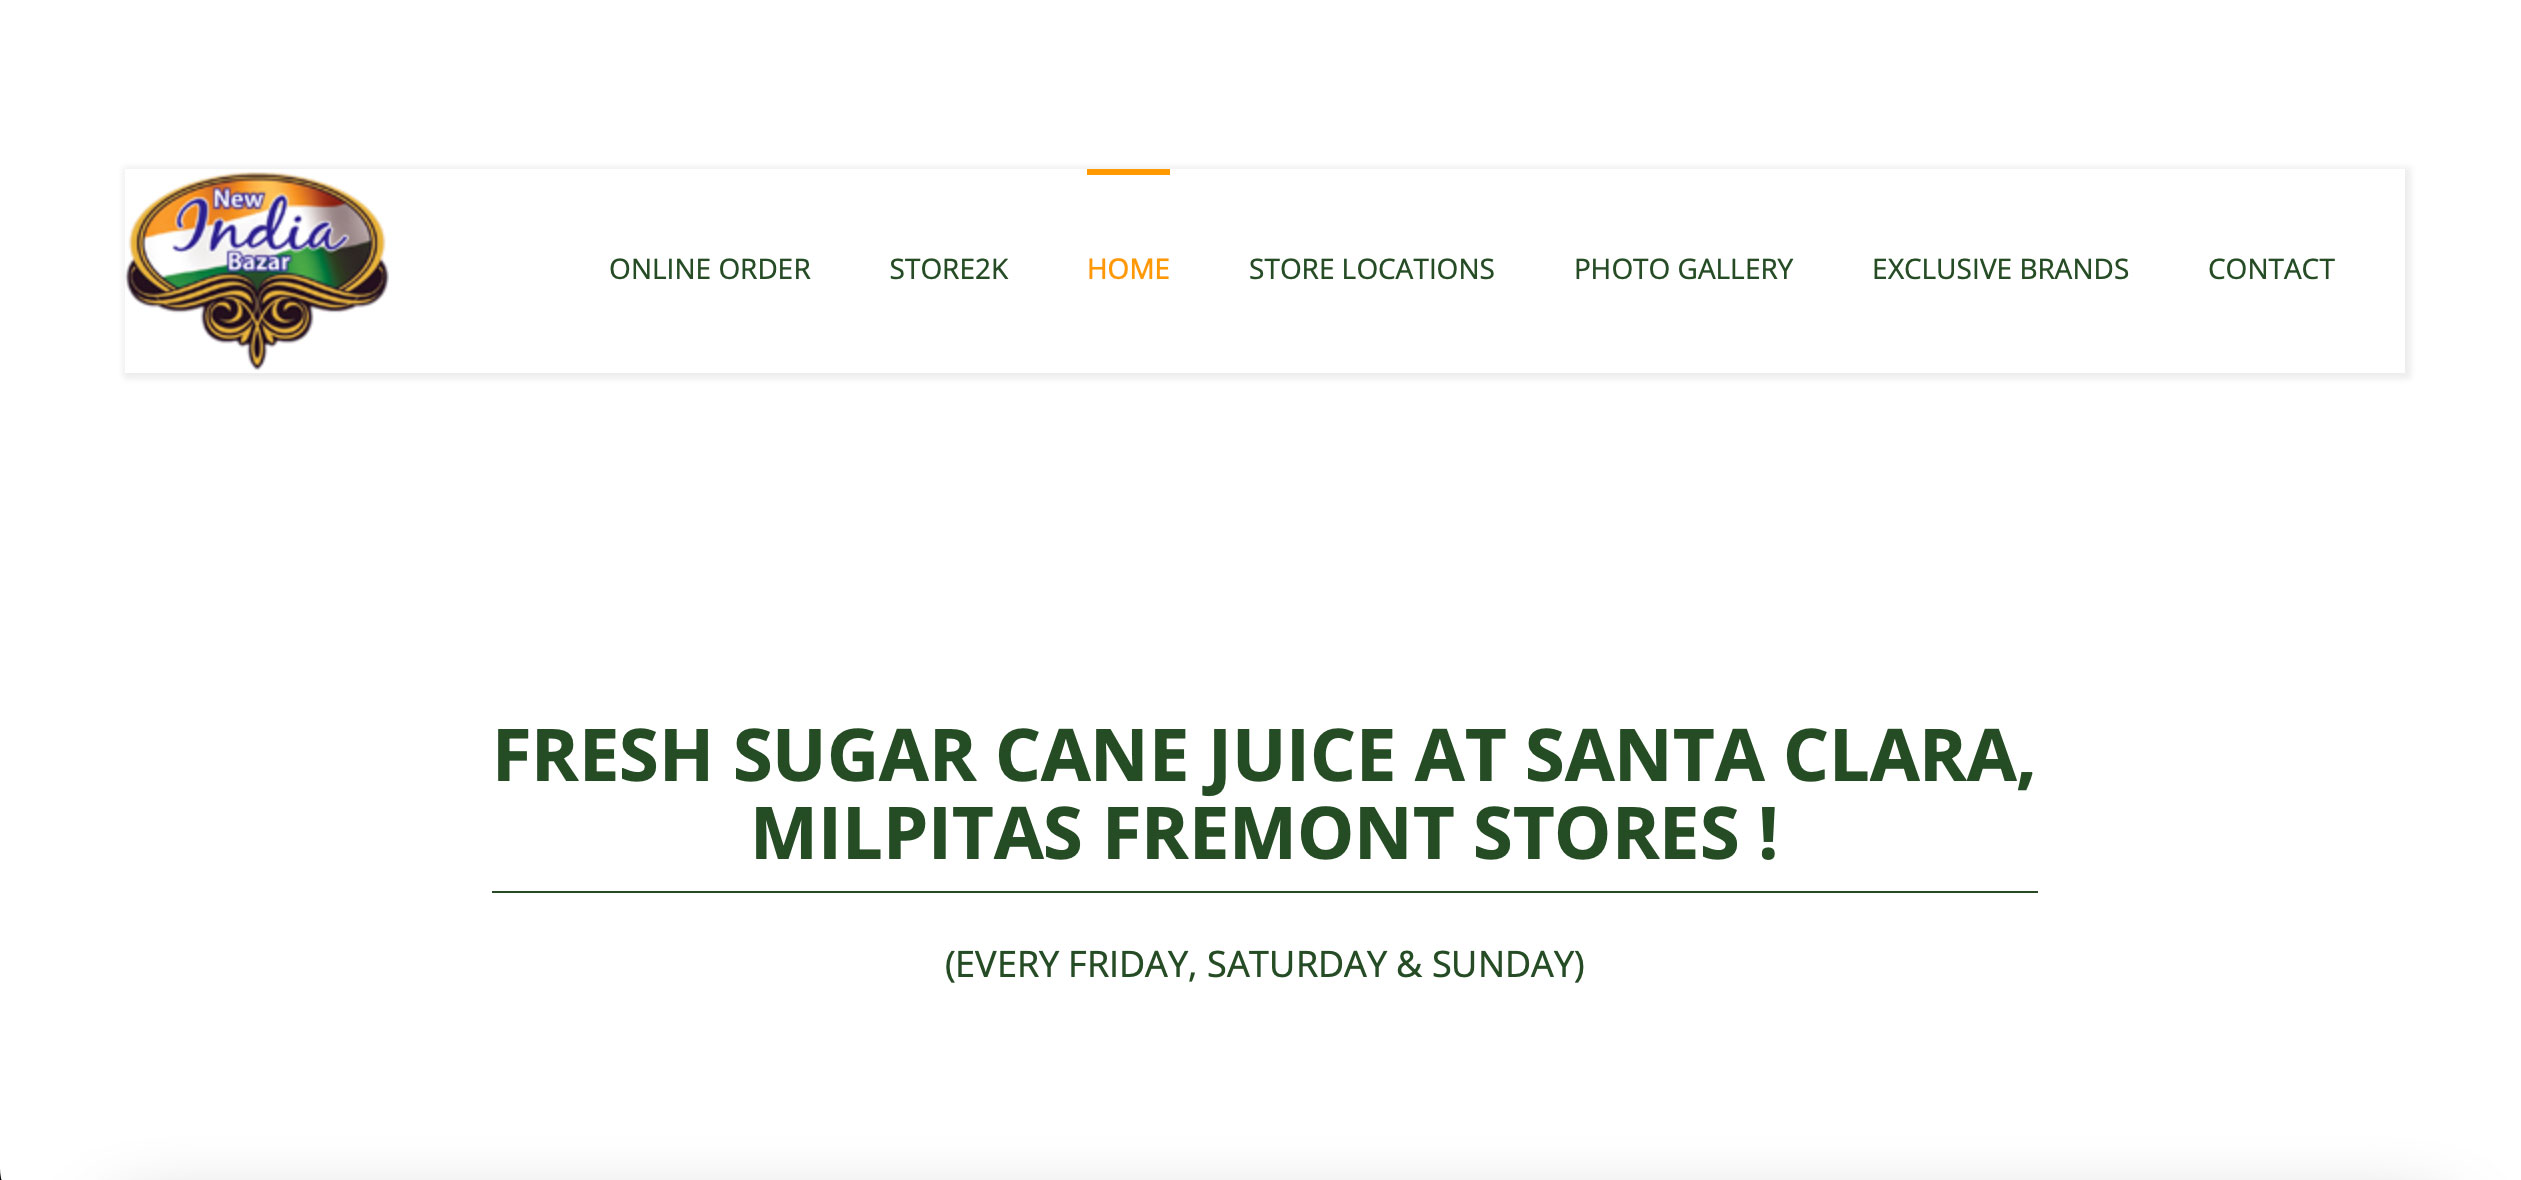 New
India
Bazar
ONLINE ORDER STORE2K HOME STORE LOCATIONS PHOTO GALLERY EXCLUSIVE BRANDS CONTACT
FRESH SUGAR CANE JUICE AT SANTA CLARA,
MILPITAS FREMONT STORES !
(EVERY FRIDAY, SATURDAY & SUNDAY)